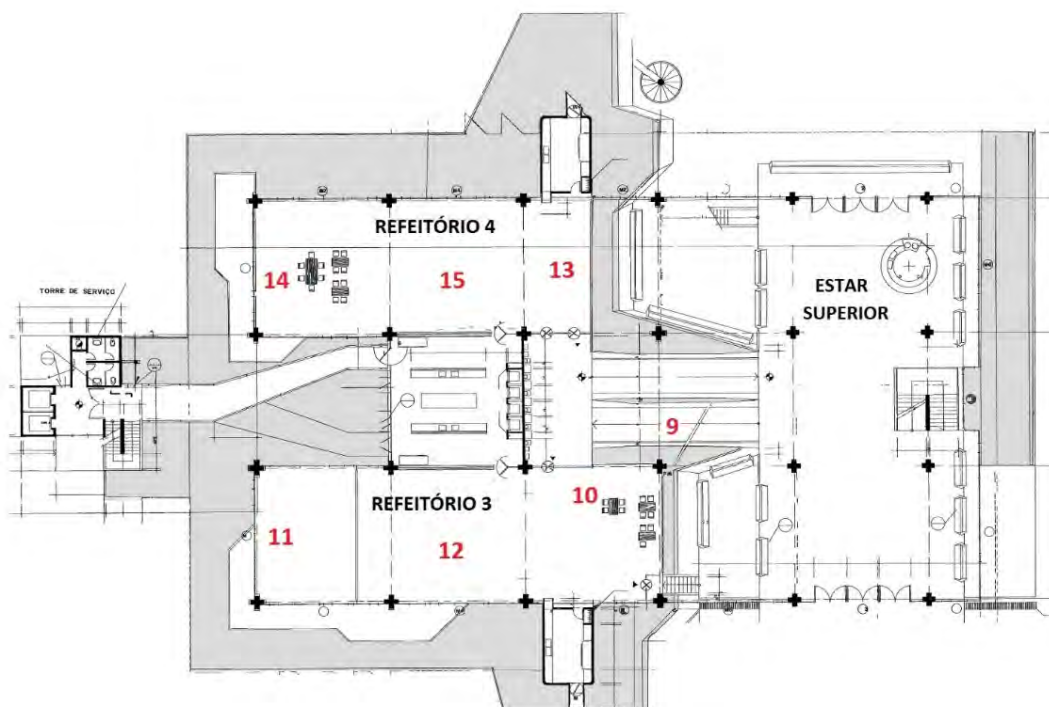 REFEITÓRIO 4
14
15
13
ESTAR
SUPERIOR
TORRE DE SERVIÇO
9
REFEITÓRIO 3
10
11
12